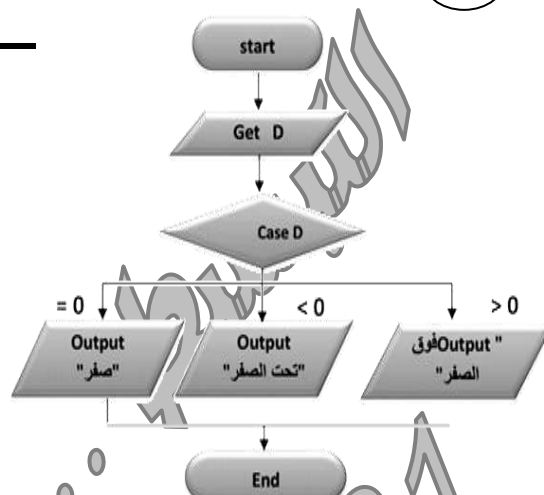 start
Get D
Case D
= 0
< 0
> 0
Output
"صفر"
Output
"تحت الصفر"
Output "فوق
الصفر"
End